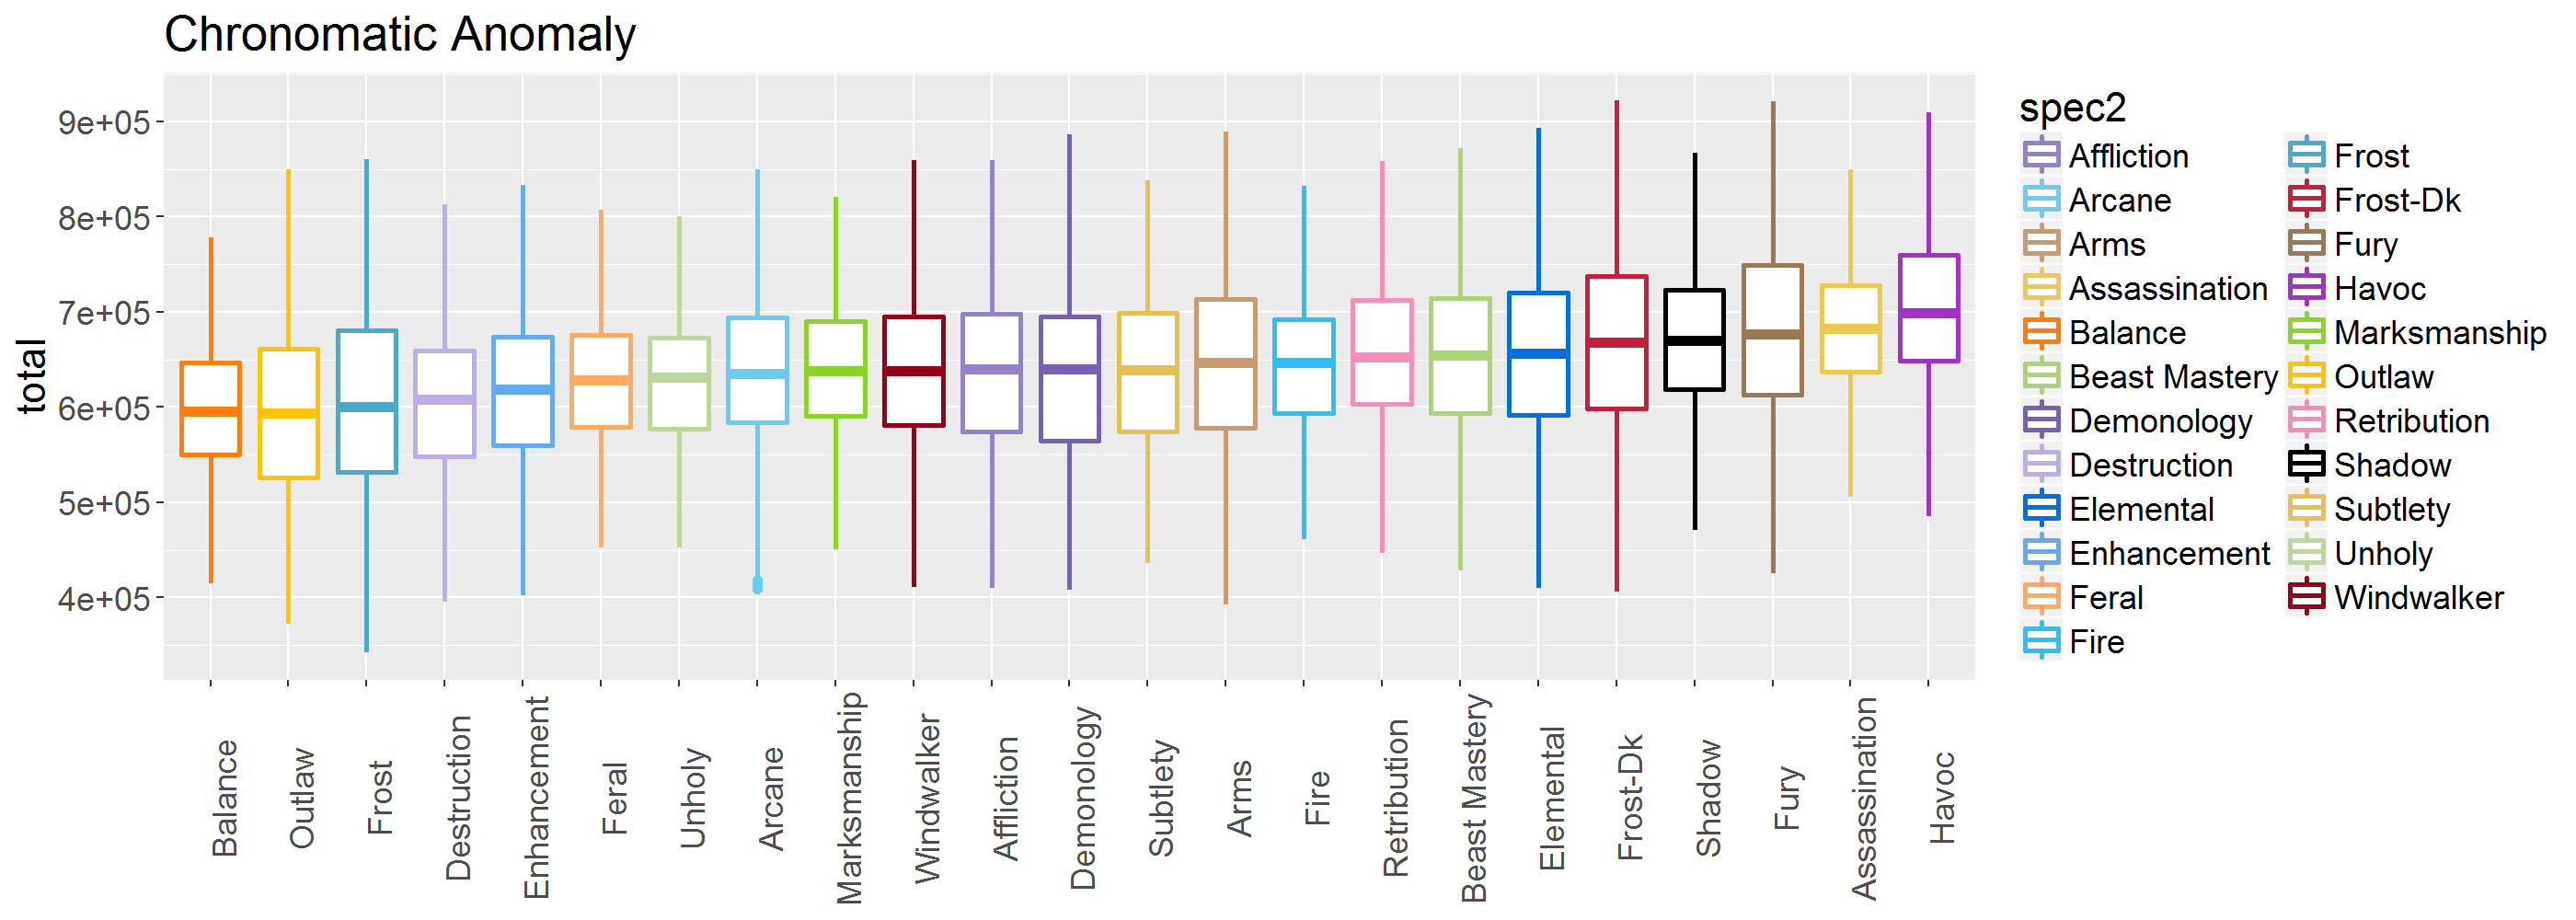 Chronomatic Anomaly
total
9e+05
8e+05
7e+05
6e+05
5e+05
4e+05
Balance
Outlaw
Frost
Destruction
Enhancement
Feral
Unholy
Arcane
Marksmanship
Windwalker
Affliction
Demonology
Subtlety
Arms
Fire
Retribution
Beast Mastery
Elemental
Frost-Dk
Shadow
Fury
Assassination
Havoc
spec2
Affliction
Arcane
Arms
Assassination
Balance
Beast Mastery
Demonology
Destruction
Elemental
Enhancement
Feral
Fire
Frost
Frost-Dk
Fury
Havoc
Marksmanship
Outlaw
Retribution
Shadow
Subtlety
Unholy
Windwalker